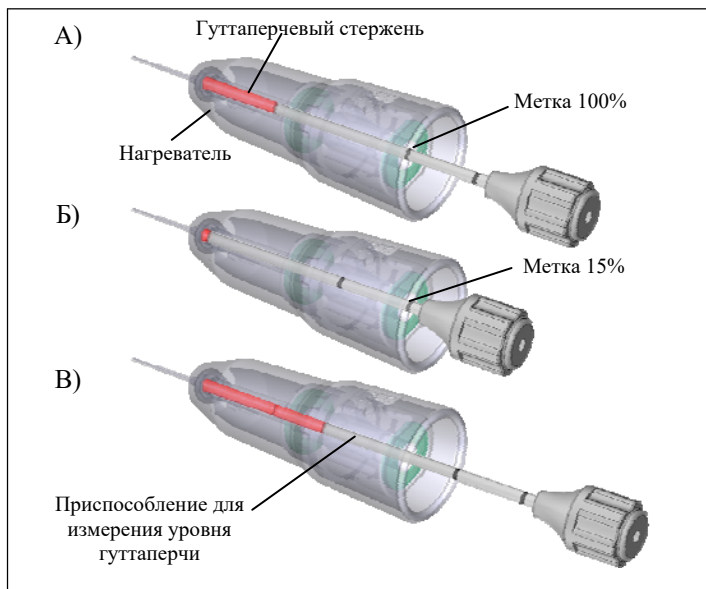 А)
Гуттаперчевый стержень
Метка 100%
Нагреватель
Б)
Метка 15%
В)
Приспособление для
измерения уровня
гуттаперчи